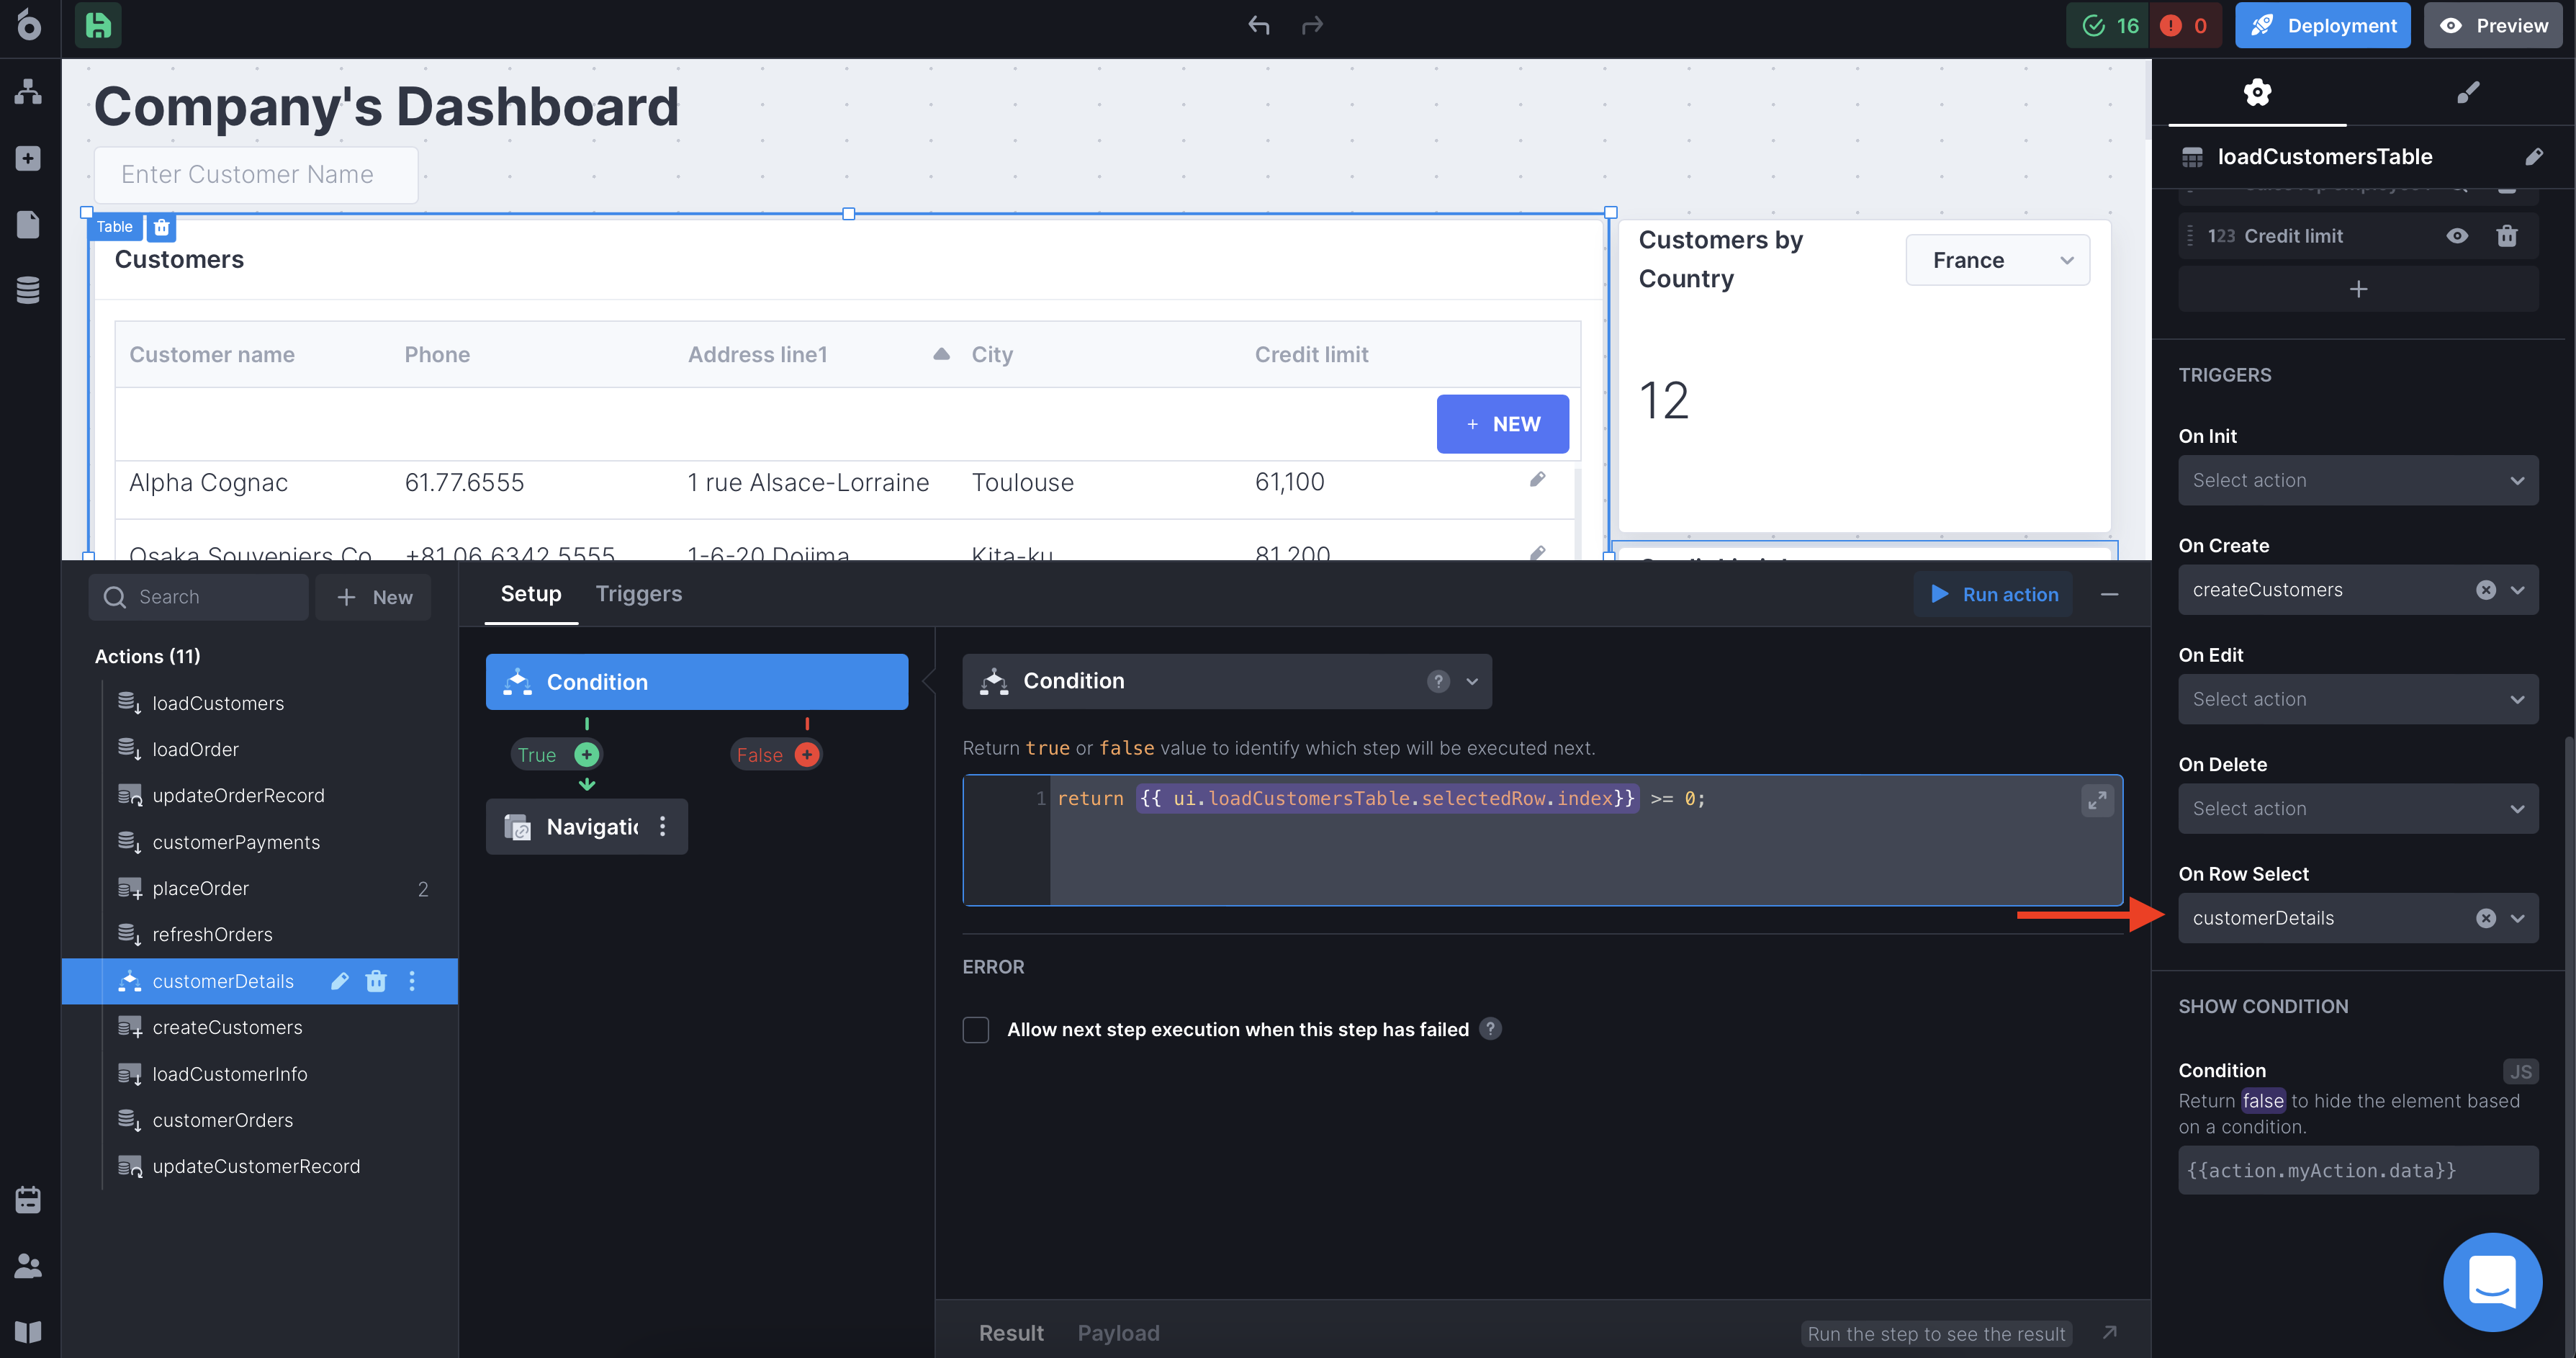 16 0 Deployment Preview
Company's Dashboard
Enter Customer Name
Table
Customers
Customer name Phone Address line1 City Credit limit
+ NEW
Alpha Cognac 61.77.6555 1 rue Alsace-Lorraine Toulouse 61,100
Osaka Souveniers Co. +81 06 6342 5555 1-6-20 Dojima Kita-ku 81,200
Customers by
Country
France
12
loadCustomersTable
123 Credit limit
TRIGGERS
On Init
Select action
On Create
createCustomers
On Edit
Select action
On Delete
Select action
On Row Select
customerDetails
SHOW CONDITION
Condition JS
Return false to hide the element based
on a condition.
{{action.myAction.data}}
Search
+ New
Actions (11)
loadCustomers
loadOrder
updateOrderRecord
customerPayments
placeOrder 2
refreshOrders
customerDetails
createCustomers
loadCustomerInfo
customerOrders
updateCustomerRecord
Setup Triggers Run action
Condition
True False
Navigatic
Condition ?
Return true or false value to identify which step will be executed next.
1 return {{ ui.loadCustomersTable.selectedRow.index}} >= 0;
ERROR
Allow next step execution when this step has failed ?
Result Payload Run the step to see the result